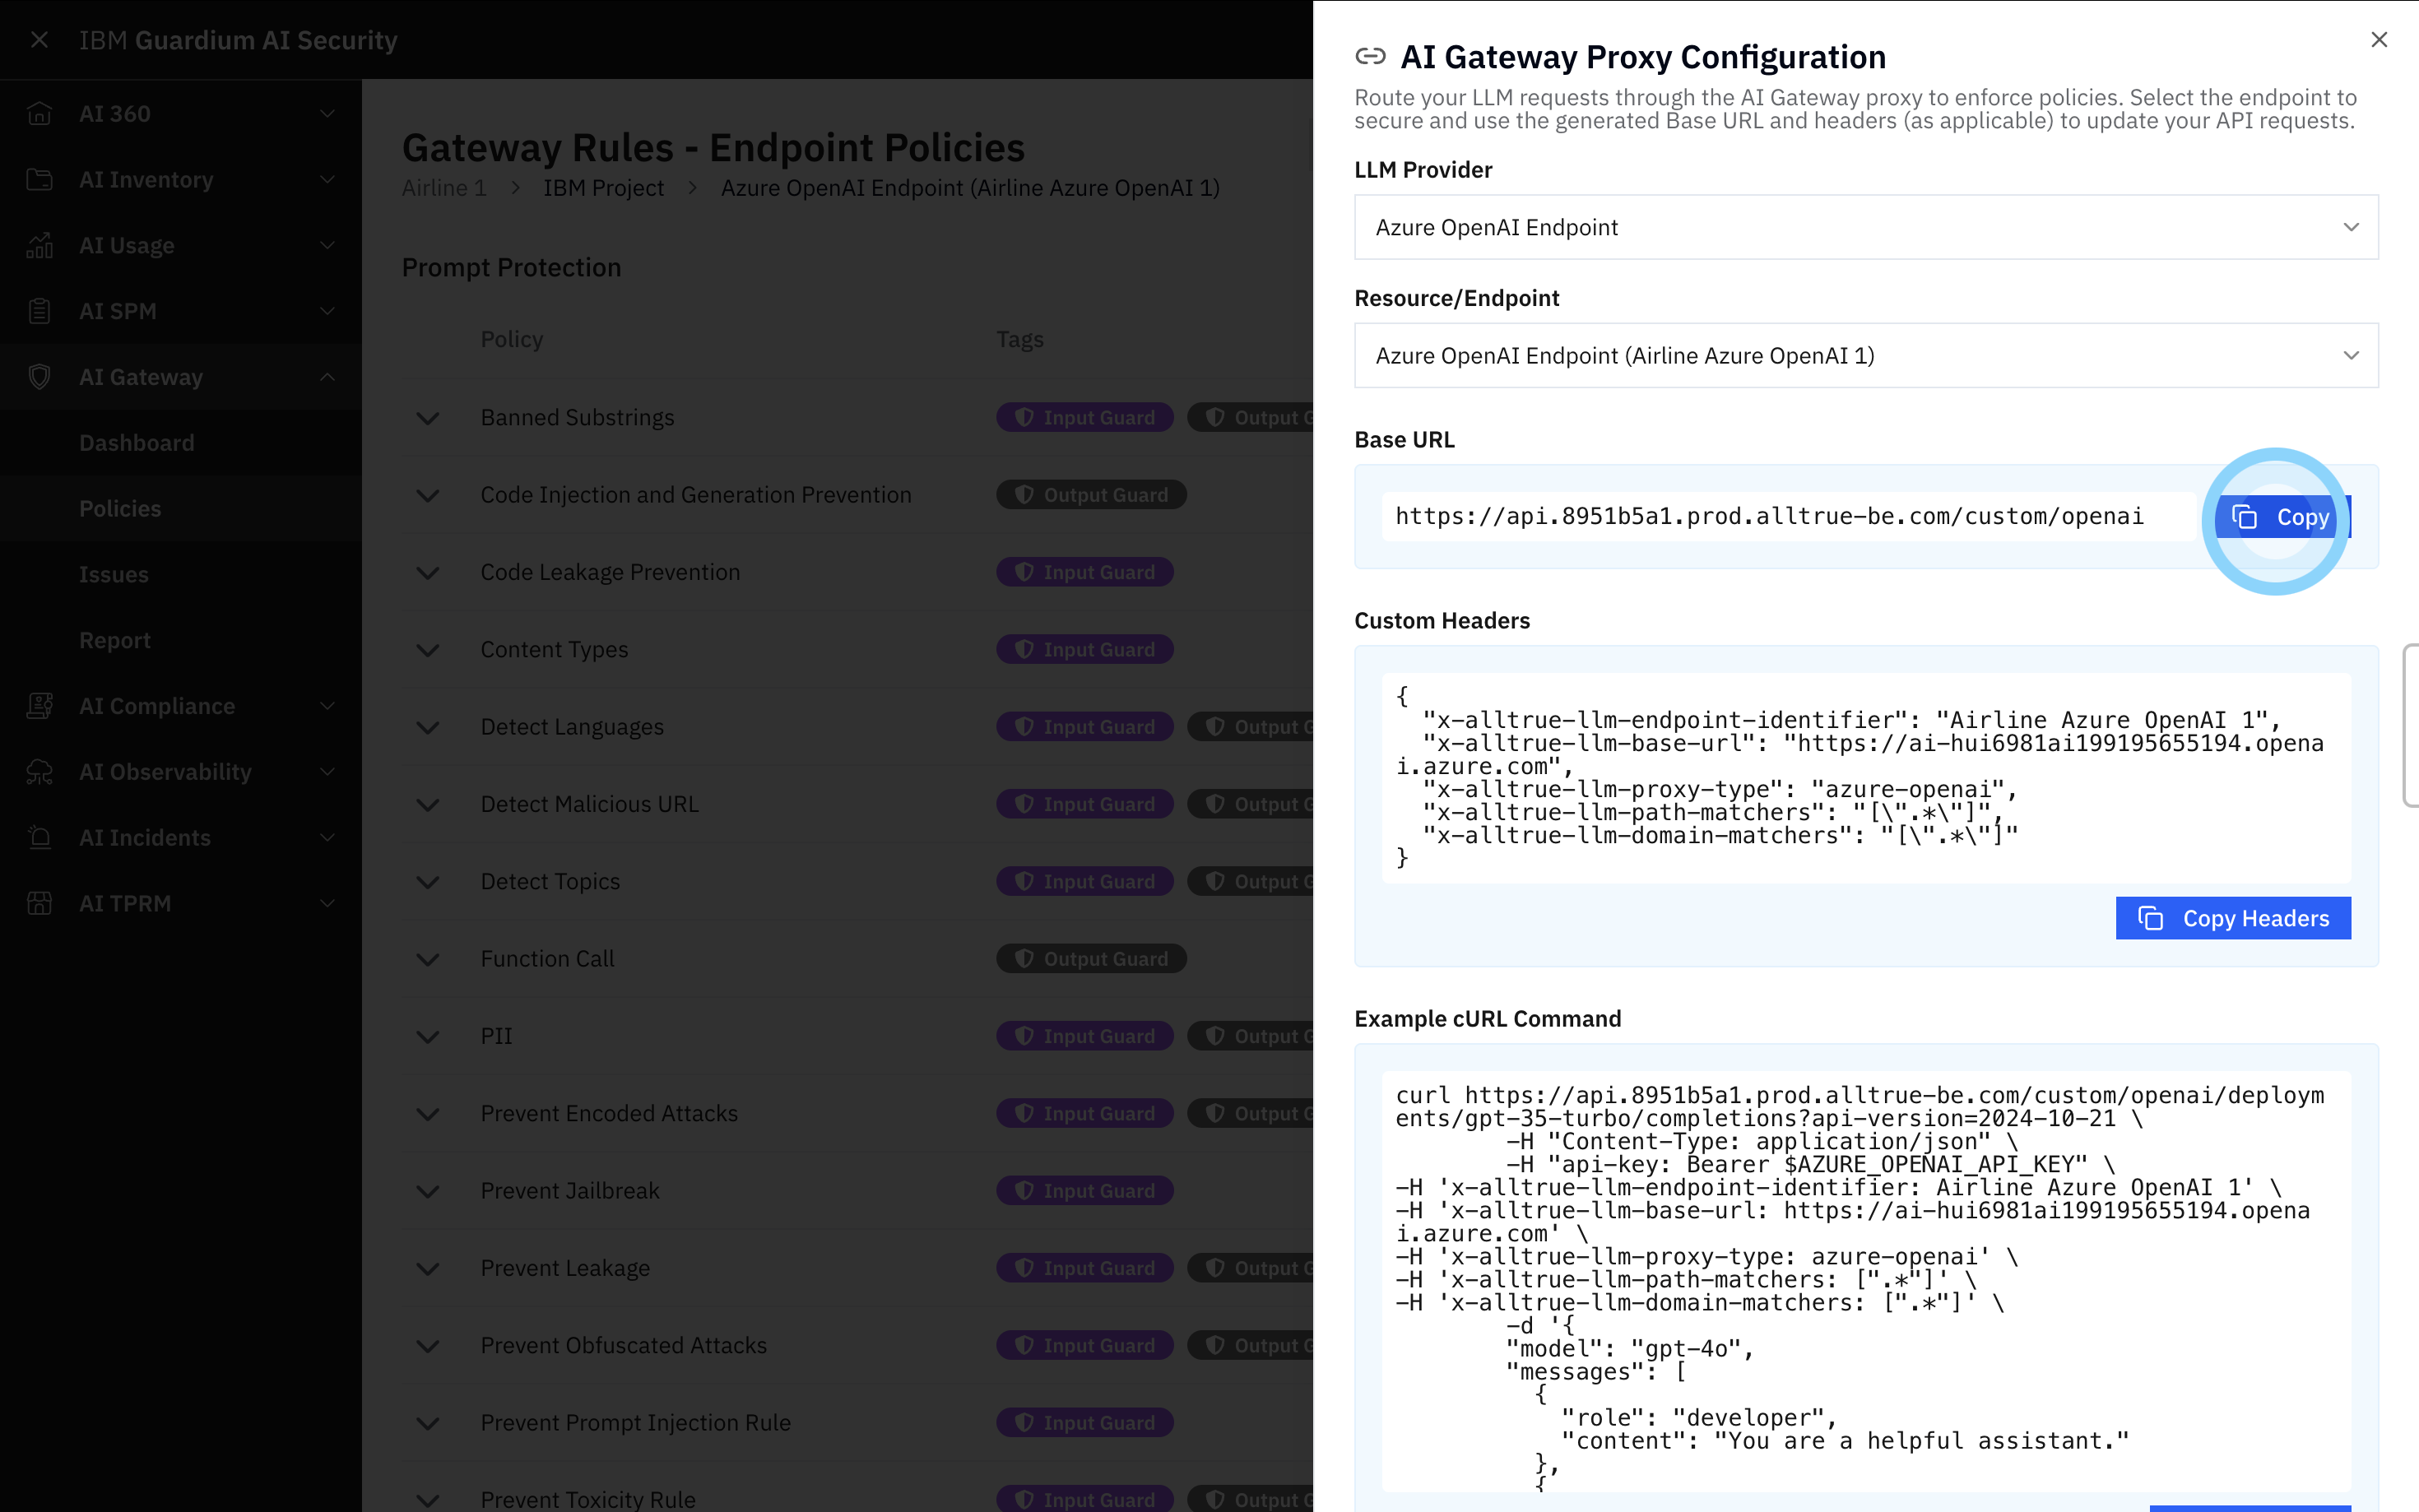 IBM Guardium AI Security
AI 360
AI Inventory
AI Usage
AI SPM
AI Gateway
Dashboard
Policies
Issues
Report
AI Compliance
AI Observability
AI Incidents
AI TPRM
Gateway Rules - Endpoint Policies
Airline 1 > IBM Project > Azure OpenAI Endpoint (Airline Azure OpenAI 1)
Prompt Protection
Policy Tags
Banned Substrings Input Guard Output G
Code Injection and Generation Prevention Output Guard
Code Leakage Prevention Input Guard
Content Types Input Guard
Detect Languages Input Guard Output G
Detect Malicious URL Input Guard Output G
Detect Topics Input Guard Output G
Function Call Output Guard
PII Input Guard Output G
Prevent Encoded Attacks Input Guard Output G
Prevent Jailbreak Input Guard
Prevent Leakage Input Guard Output G
Prevent Obfuscated Attacks Input Guard Output G
Prevent Prompt Injection Rule Input Guard
Prevent Toxicity Rule Input Guard Output G
AI Gateway Proxy Configuration
Route your LLM requests through the AI Gateway proxy to enforce policies. Select the endpoint to
secure and use the generated Base URL and headers (as applicable) to update your API requests.
LLM Provider
Azure OpenAI Endpoint
Resource/Endpoint
Azure OpenAI Endpoint (Airline Azure OpenAI 1)
Base URL
https://api.8951b5a1.prod.alltrue-be.com/custom/openai
Copy
Custom Headers
{
"x-alltrue-llm-endpoint-identifier": "Airline Azure OpenAI 1",
"x-alltrue-llm-base-url": "https://ai-hui6981ai199195655194.opena
i.azure.com",
"x-alltrue-llm-proxy-type": "azure-openai",
"x-alltrue-llm-path-matchers": "[\".*\"]",
"x-alltrue-llm-domain-matchers": "[\".*\"]"
}
Copy Headers
Example cURL Command
curl https://api.8951b5a1.prod.alltrue-be.com/custom/openai/deploym
ents/gpt-35-turbo/completions?api-version=2024-10-21 \
-H "Content-Type: application/json" \
-H "api-key: Bearer $AZURE_OPENAI_API_KEY" \
-H 'x-alltrue-llm-endpoint-identifier: Airline Azure OpenAI 1' \
-H 'x-alltrue-llm-base-url: https://ai-hui6981ai199195655194.opena
i.azure.com' \
-H 'x-alltrue-llm-proxy-type: azure-openai' \
-H 'x-alltrue-llm-path-matchers: [".*"]' \
-H 'x-alltrue-llm-domain-matchers: [".*"]' \
-d '{
"model": "gpt-4o",
"messages": [
{
"role": "developer",
"content": "You are a helpful assistant."
},
{